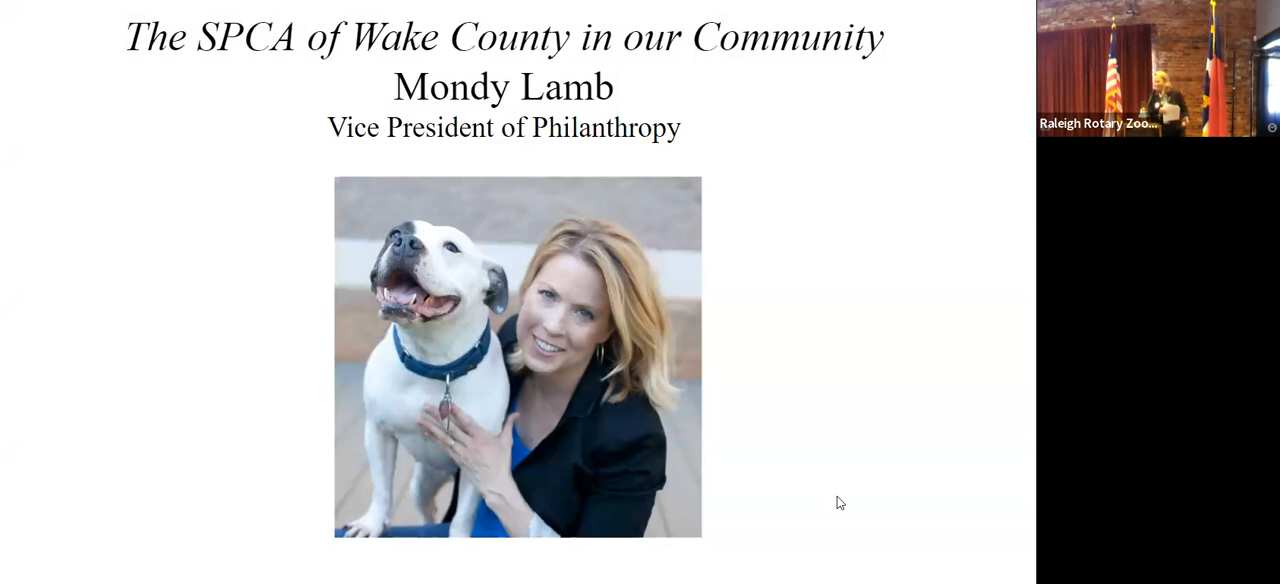 The SPCA of Wake County in our Community
Mondy Lamb
Vice President of Philanthropy
Raleigh Rotary Zoo...